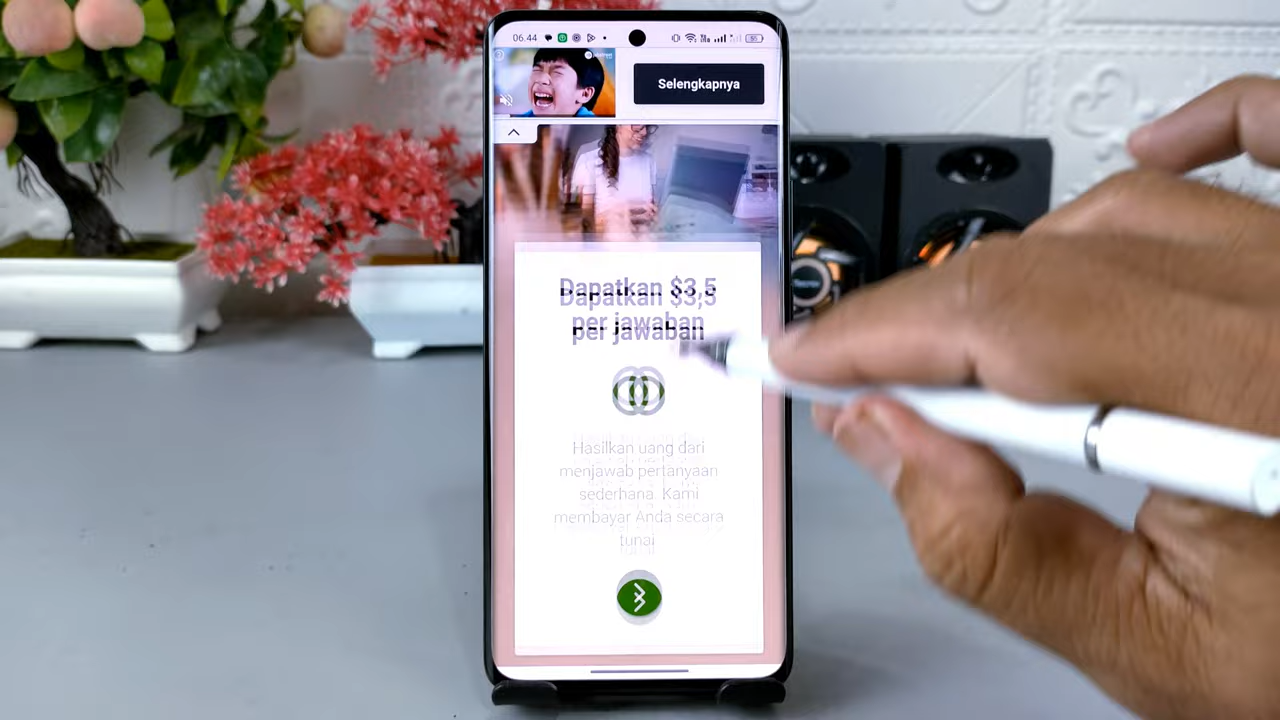 06.44
Selengkapnya
Dapatkan $3,5
per jawaban
Hasilkan uang dari
menjawab pertanyaan
sederhana. Kami
membayar Anda secara
tunai